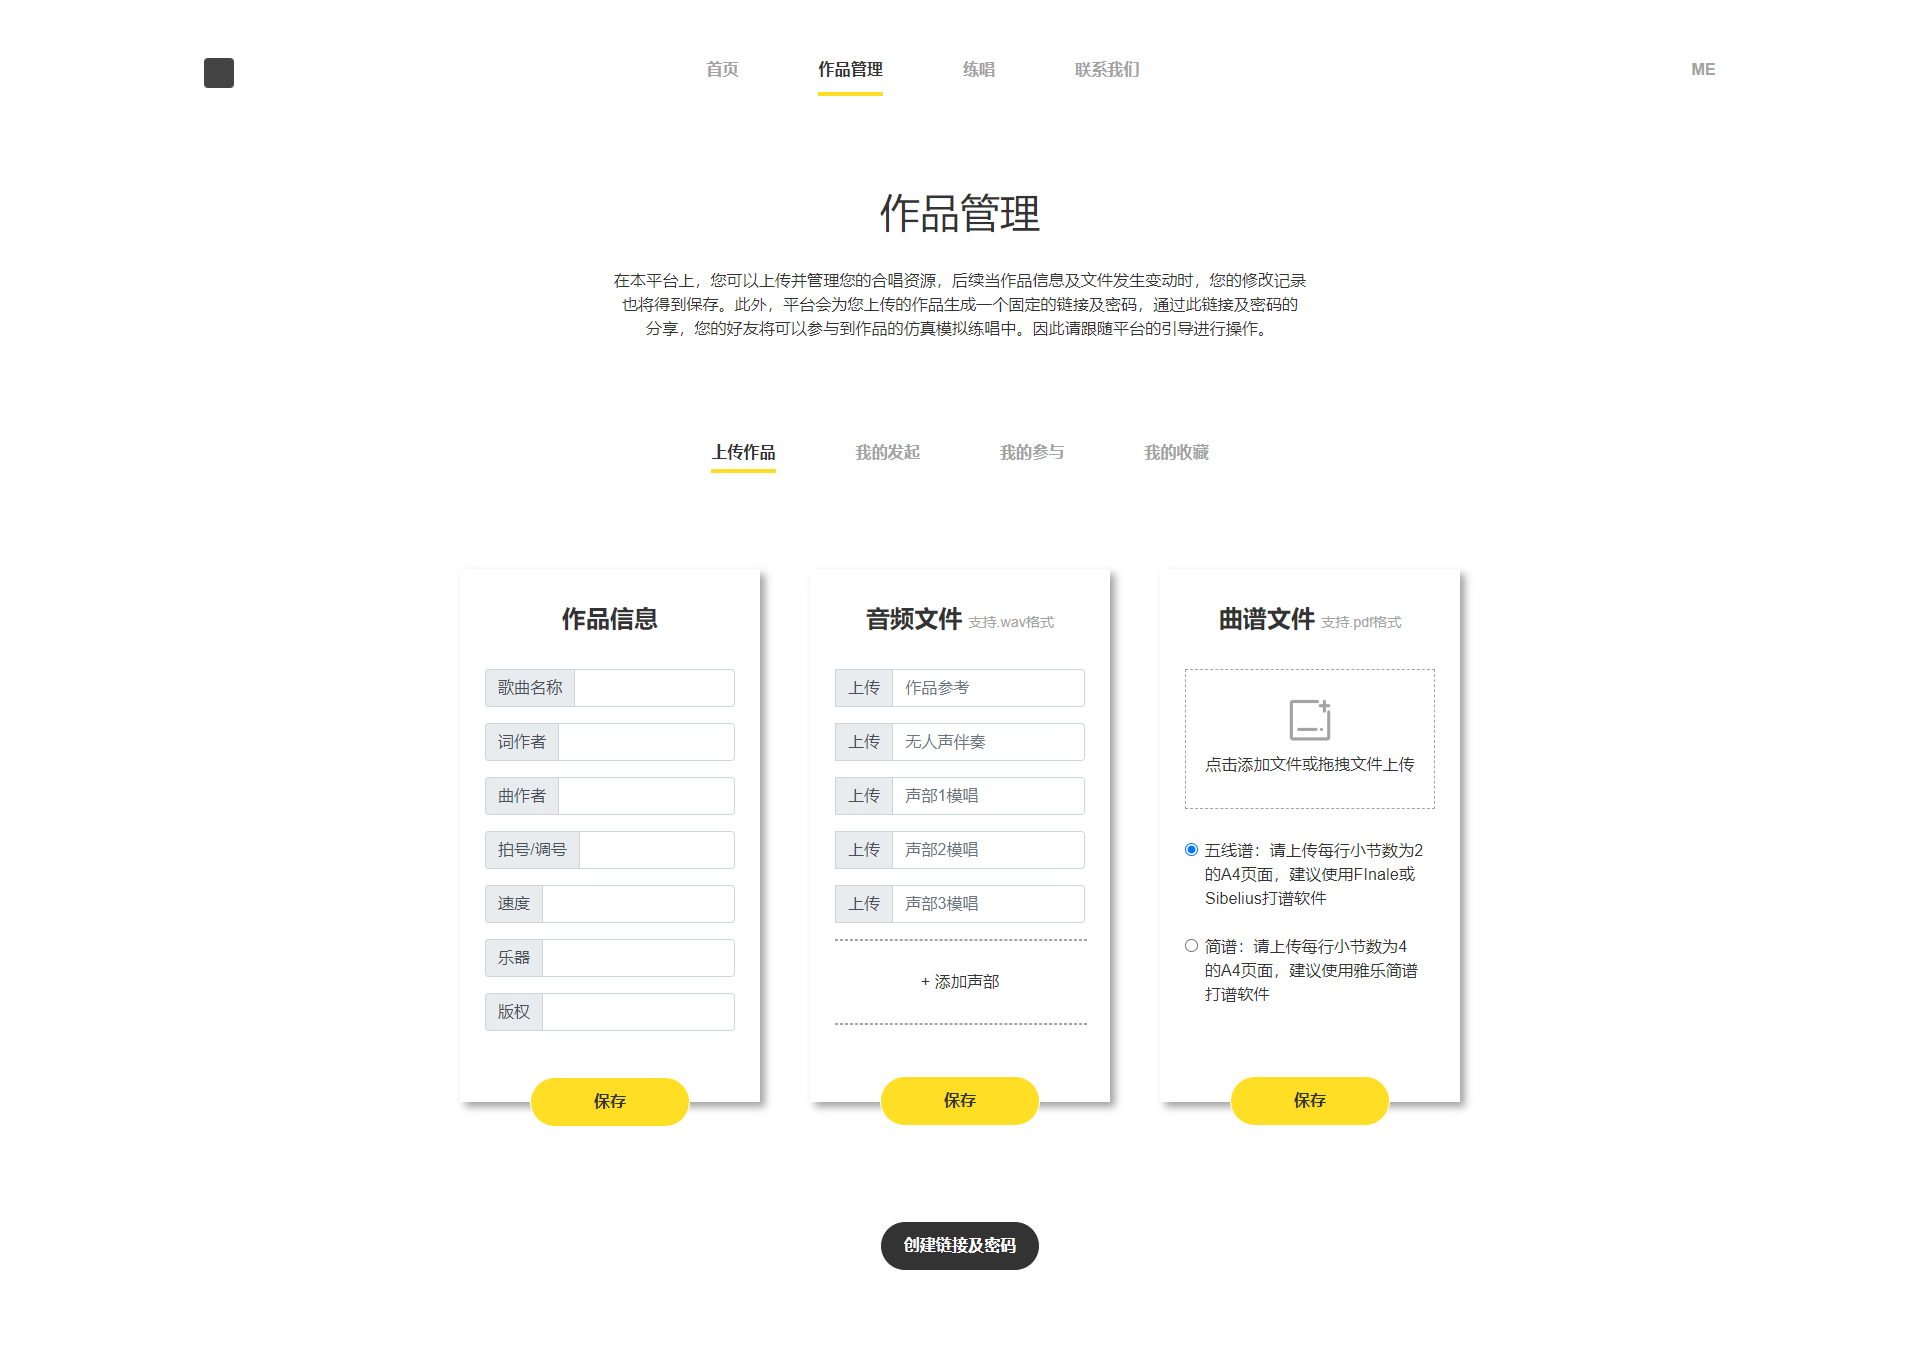 首页
作品管理
练唱
联系我们
ME
作品管理
在本平台上，您可以上传并管理您的合唱资源，后续当作品信息及文件发生变动时，您的修改记录
也将得到保存。此外，平台会为您上传的作品生成一个固定的链接及密码，通过此链接及密码的
分享，您的好友将可以参与到作品的仿真模拟练唱中。因此请跟随平台的引导进行操作。
上传作品
我的发起
我的参与
我的收藏
作品信息
歌曲名称
词作者
曲作者
拍号/调号
速度
乐器
版权
保存
音频文件 支持.wav格式
上传 作品参考
上传 无人声伴奏
上传 声部1模唱
上传 声部2模唱
上传 声部3模唱
+ 添加声部
保存
曲谱文件 支持.pdf格式
点击添加文件或拖拽文件上传
五线谱：请上传每行小节数为2
的A4页面，建议使用FInale或
Sibelius打谱软件
简谱：请上传每行小节数为4
的A4页面，建议使用雅乐简谱
打谱软件
保存
创建链接及密码